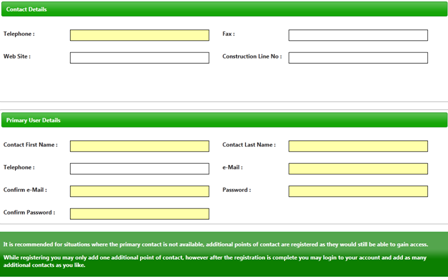 Contact Details
Telephone : Fax :
Web Site : Construction Line No :
Primary User Details
Contact First Name : Contact Last Name :
Telephone : e-Mail :
Confirm e-Mail : Password :
Confirm Password :
It is recommended for situations where the primary contact is not available, additional points of contact are registered as they would still be able to gain access.
While registering you may only add one additional point of contact, however after the registration is complete you may login to your account and add as many
additional contacts as you like.